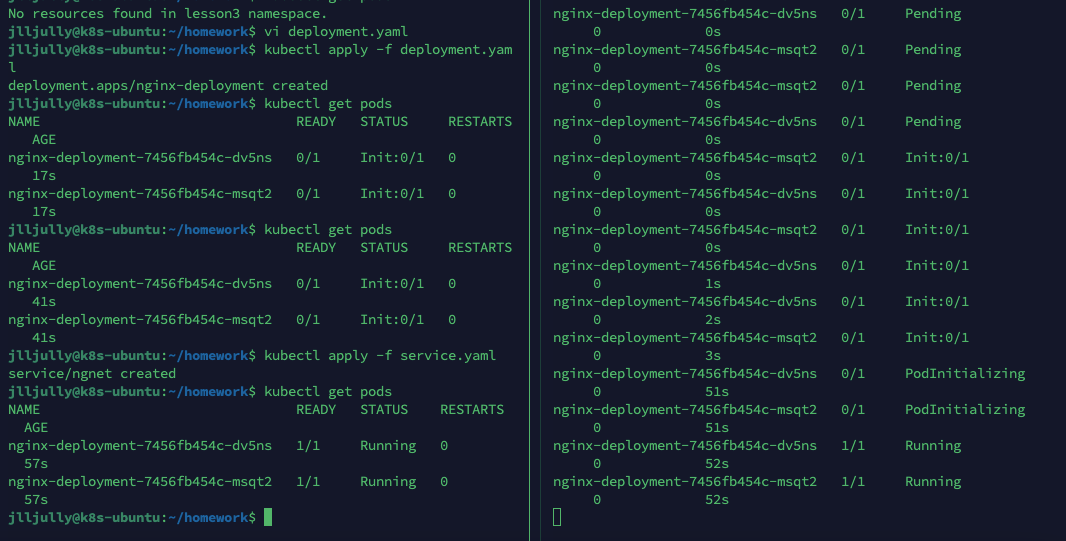 No resources found in lesson3 namespace.
jlljully@k8s-ubuntu:~/homework$ vi deployment.yaml
jlljully@k8s-ubuntu:~/homework$ kubectl apply -f deployment.yam
l
deployment.apps/nginx-deployment created
jlljully@k8s-ubuntu:~/homework$ kubectl get pods
NAME                                READY   STATUS     RESTARTS
   AGE
nginx-deployment-7456fb454c-dv5ns   0/1     Init:0/1   0
   17s
nginx-deployment-7456fb454c-msqt2   0/1     Init:0/1   0
   17s
jlljully@k8s-ubuntu:~/homework$ kubectl get pods
NAME                                READY   STATUS     RESTARTS
   AGE
nginx-deployment-7456fb454c-dv5ns   0/1     Init:0/1   0
   41s
nginx-deployment-7456fb454c-msqt2   0/1     Init:0/1   0
   41s
jlljully@k8s-ubuntu:~/homework$ kubectl apply -f service.yaml
service/ngnet created
jlljully@k8s-ubuntu:~/homework$ kubectl get pods
NAME                                READY   STATUS    RESTARTS
  AGE
nginx-deployment-7456fb454c-dv5ns   1/1     Running   0
  57s
nginx-deployment-7456fb454c-msqt2   1/1     Running   0
  57s
jlljully@k8s-ubuntu:~/homework$
nginx-deployment-7456fb454c-dv5ns   0/1     Pending
     0             0s
nginx-deployment-7456fb454c-msqt2   0/1     Pending
     0             0s
nginx-deployment-7456fb454c-msqt2   0/1     Pending
     0             0s
nginx-deployment-7456fb454c-dv5ns   0/1     Pending
     0             0s
nginx-deployment-7456fb454c-msqt2   0/1     Init:0/1
     0             0s
nginx-deployment-7456fb454c-dv5ns   0/1     Init:0/1
     0             0s
nginx-deployment-7456fb454c-msqt2   0/1     Init:0/1
     0             0s
nginx-deployment-7456fb454c-dv5ns   0/1     Init:0/1
     0             1s
nginx-deployment-7456fb454c-dv5ns   0/1     Init:0/1
     0             2s
nginx-deployment-7456fb454c-msqt2   0/1     Init:0/1
     0             3s
nginx-deployment-7456fb454c-dv5ns   0/1     PodInitializing
     0             51s
nginx-deployment-7456fb454c-msqt2   0/1     PodInitializing
     0             51s
nginx-deployment-7456fb454c-dv5ns   1/1     Running
     0             52s
nginx-deployment-7456fb454c-msqt2   1/1     Running
     0             52s